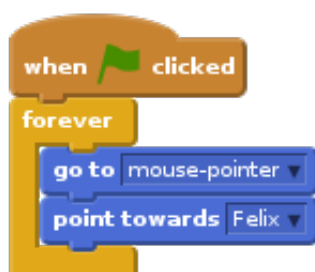 when clicked
forever
go to mouse-pointer
point towards Felix